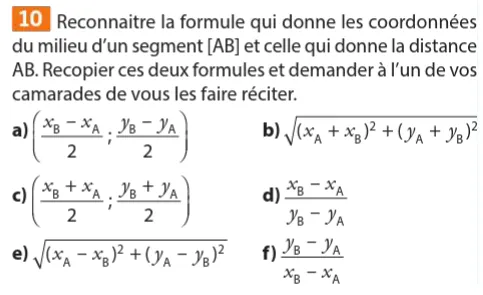 10 Reconnaitre la formule qui donne les coordonnées
du milieu d’un segment [AB] et celle qui donne la distance
AB. Recopier ces deux formules et demander à l’un de vos
camarades de vous les faire réciter.
a) ( (x_B − x_A)/2 ; (y_B − y_A)/2 ) b) √((x_A + x_B)² + (y_A + y_B)²)
c) ( (x_B + x_A)/2 ; (y_B + y_A)/2 ) d) (x_B − x_A)/(y_B − y_A)
e) √((x_A − x_B)² + (y_A − y_B)²) f) (y_B − y_A)/(x_B − x_A)